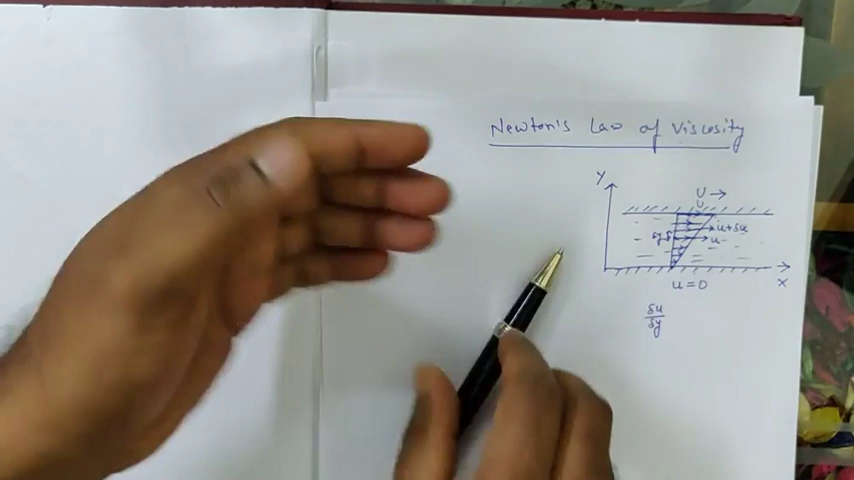 Newton's Law of Viscosity
Y
U →
U
u+δu
δy
u
x
u=0
δu
δy